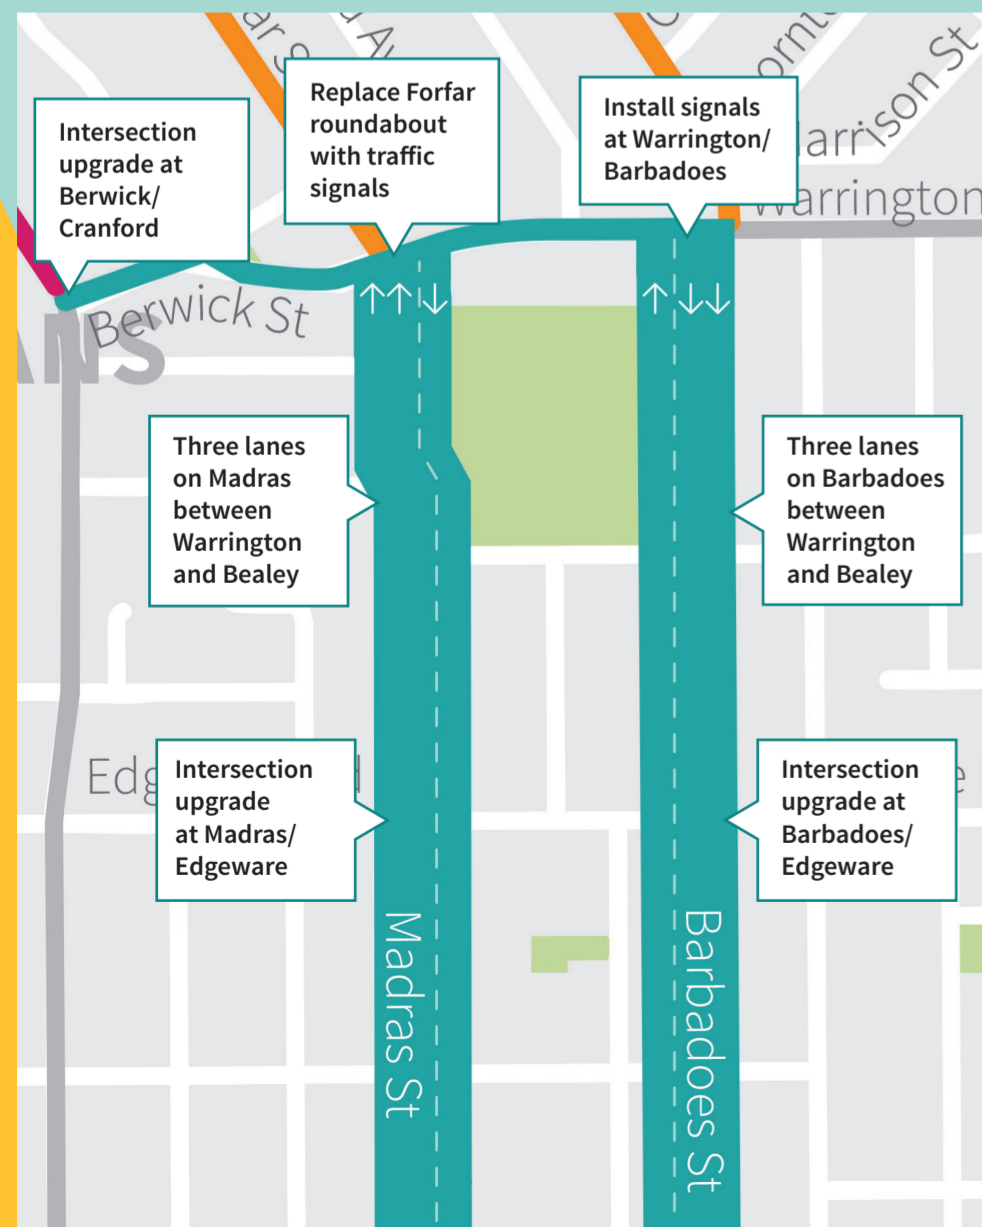 Intersection
upgrade at
Berwick/
Cranford
Replace Forfar
roundabout
with traffic
signals
Install signals
at Warrington/
Barbadoes
Warrington
Berwick St
Three lanes
on Madras
between
Warrington
and Bealey
Three lanes
on Barbadoes
between
Warrington
and Bealey
Intersection
upgrade
at Madras/
Edgeware
Intersection
upgrade at
Barbadoes/
Edgeware
Madras St
Barbadoes St